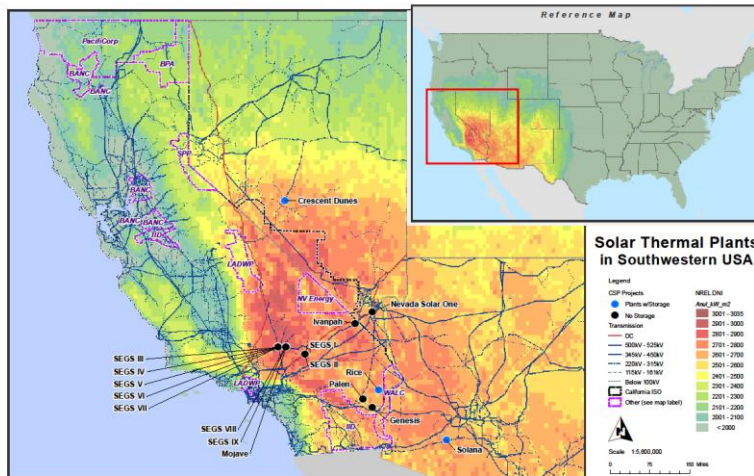 Reference Map
PacifiCorp
BANC
BPA
BANC
SPP
BANC
BANC
BANC
TID
Crescent Dunes
LADWP
NV Energy
Nevada Solar One
Ivanpah
SEGS I
SEGS II
SEGS III
SEGS IV
SEGS V
SEGS VI
SEGS VII
LADWP
Rice
Palen
WALC
SEGS VIII
SEGS IX
Mojave
IID
Genesis
Solana
Solar Thermal Plants
in Southwestern USA
Legend
CSP Projects
Plants w/Storage
No Storage
Transmission
DC
500kV - 525kV
345kV - 450kV
220kV - 315kV
115kV - 161kV
Below 100kV
California ISO
Other (see map label)
NREL DNI
Anul_kW_m2
3001 - 3035
2901 - 3000
2801 - 2900
2701 - 2800
2601 - 2700
2501 - 2600
2401 - 2500
2301 - 2400
2201 - 2300
2101 - 2200
2001 - 2100
< 2000
Scale 1:5,600,000
0 75 150 Miles